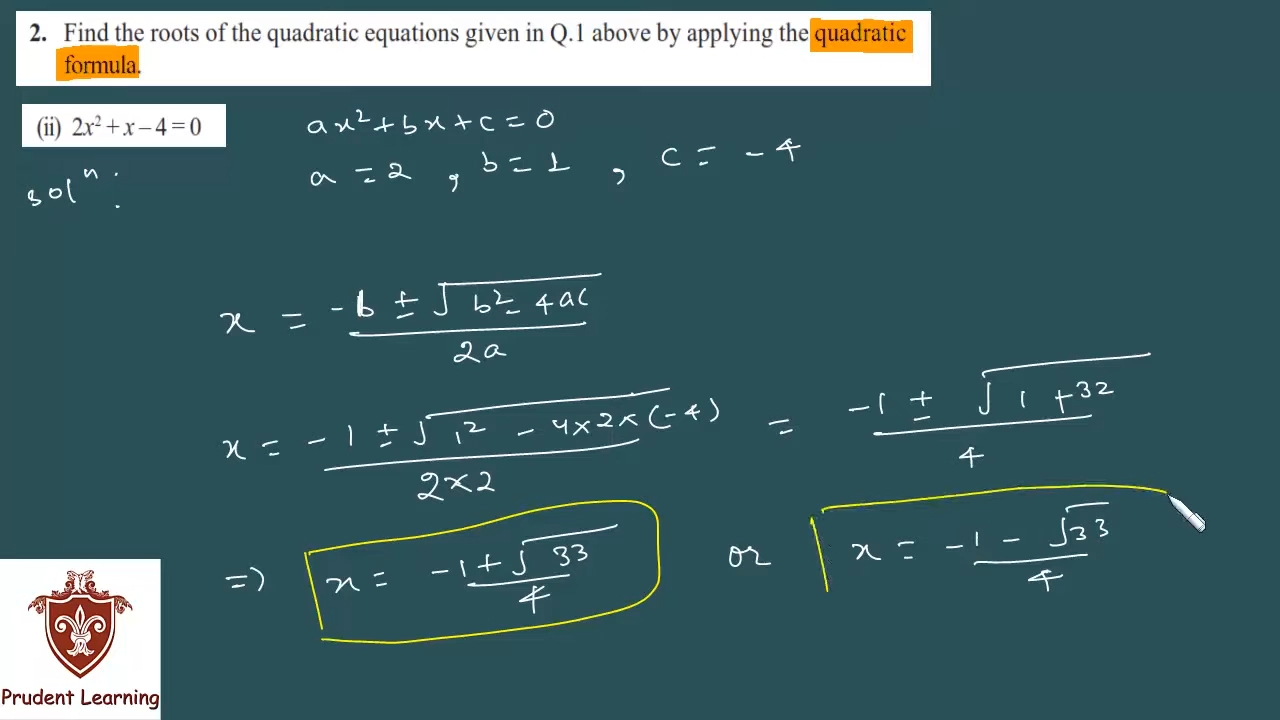 2. Find the roots of the quadratic equations given in Q.1 above by applying the quadratic
formula.
(ii) 2x² + x – 4 = 0
ax² + bx + c = 0
solⁿ:
a = 2 , b = 1 , c = -4
x = -b ± √(b² - 4ac) / 2a
x = -1 ± √(1² - 4×2×(-4)) / 2×2 = -1 ± √(1 + 32) / 4
=> x = -1 + √33 / 4 or x = -1 - √33 / 4
Prudent Learning